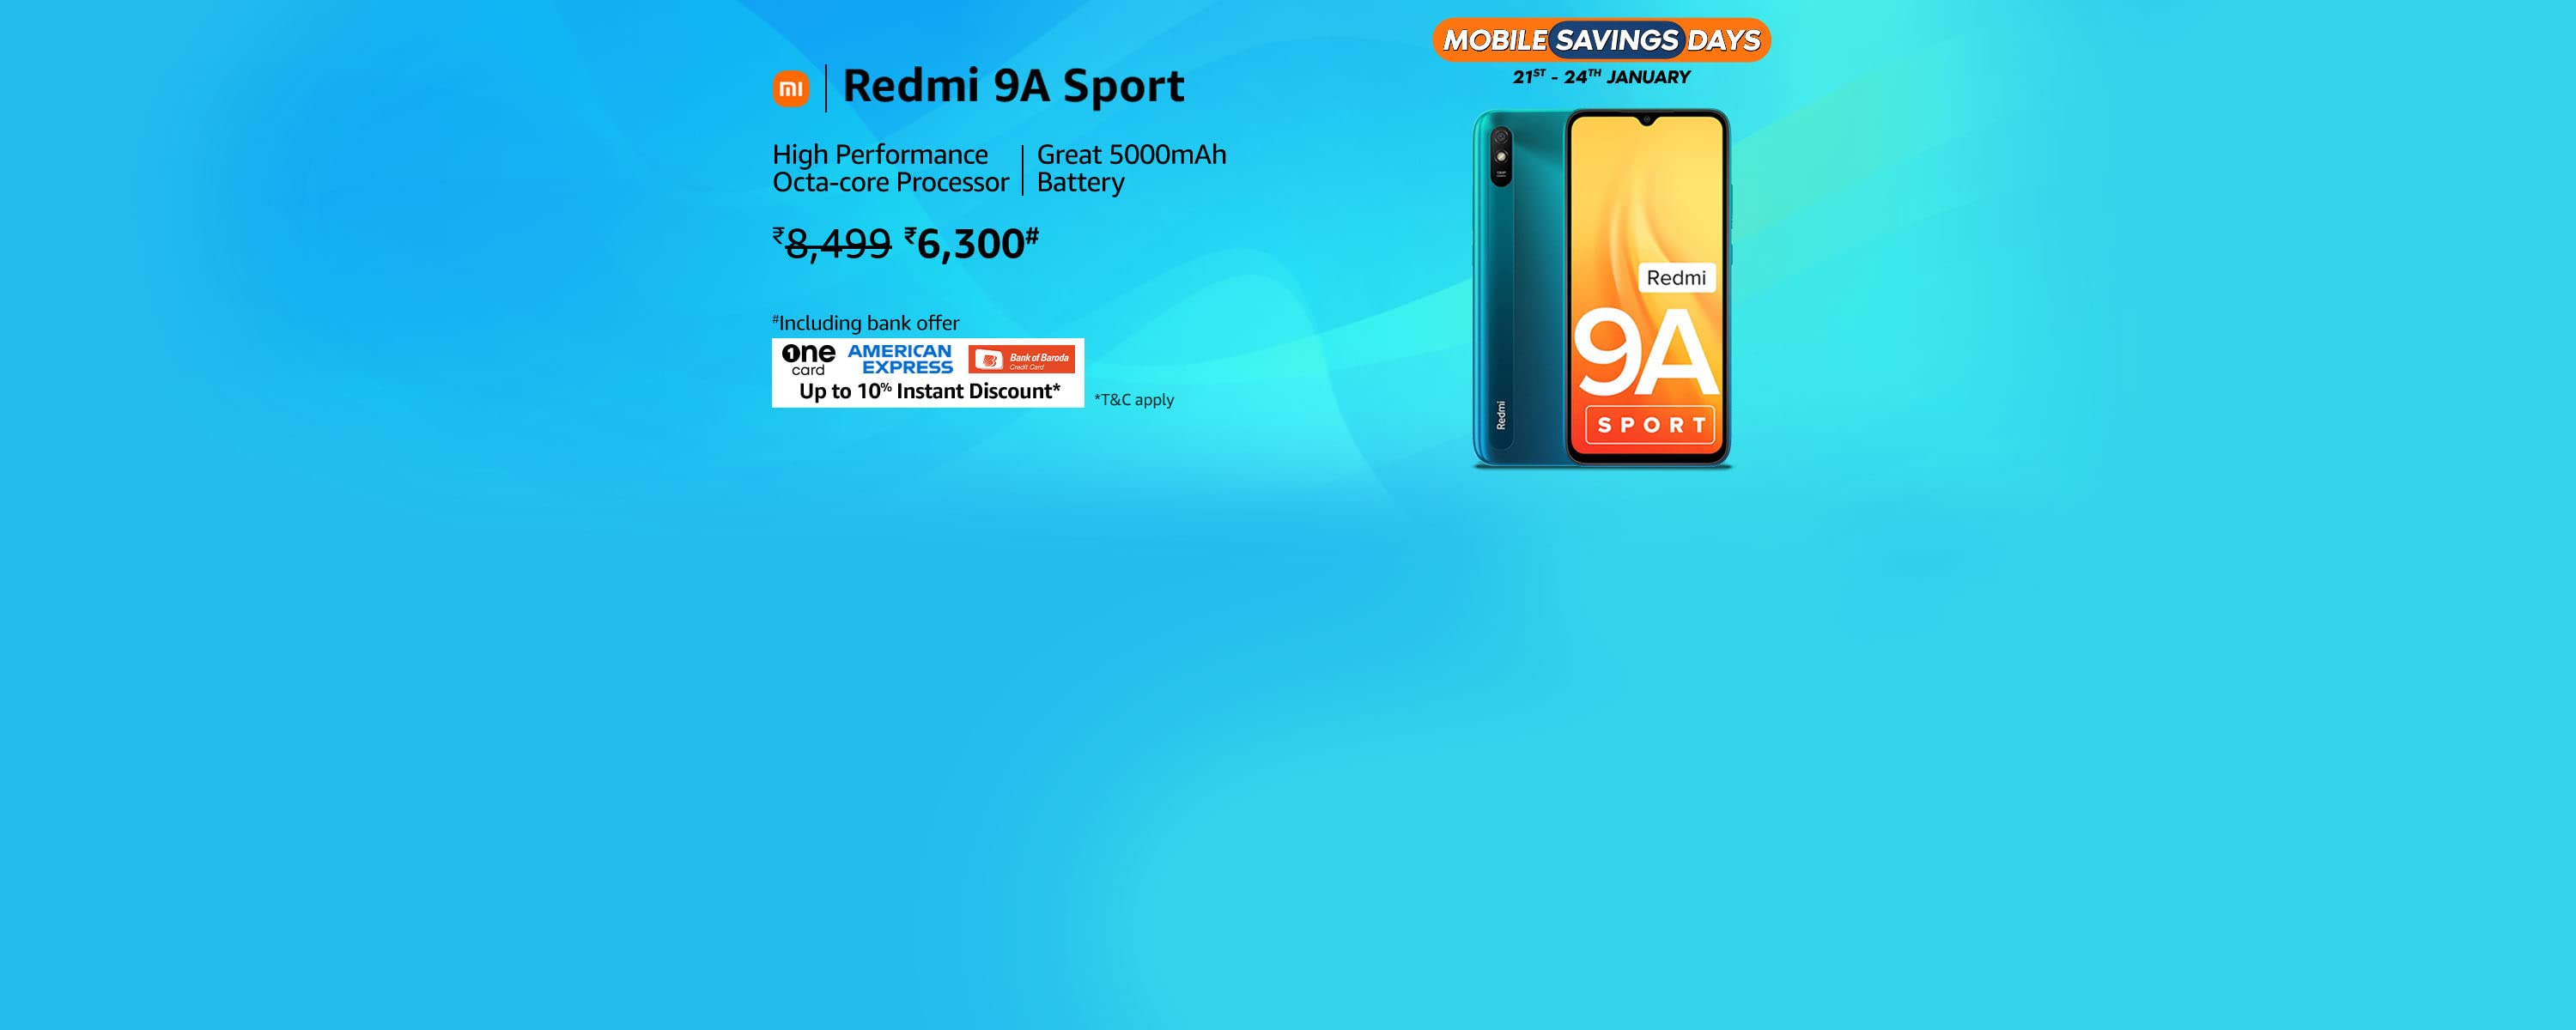 MOBILE SAVINGS DAYS
21ST - 24TH JANUARY
mi
Redmi 9A Sport
High Performance
Octa-core Processor
Great 5000mAh
Battery
₹8,499 ₹6,300#
#Including bank offer
1ne
card
AMERICAN
EXPRESS
Bank of Baroda
Credit Card
Up to 10% Instant Discount*
*T&C apply
Redmi
Redmi
9A
SPORT